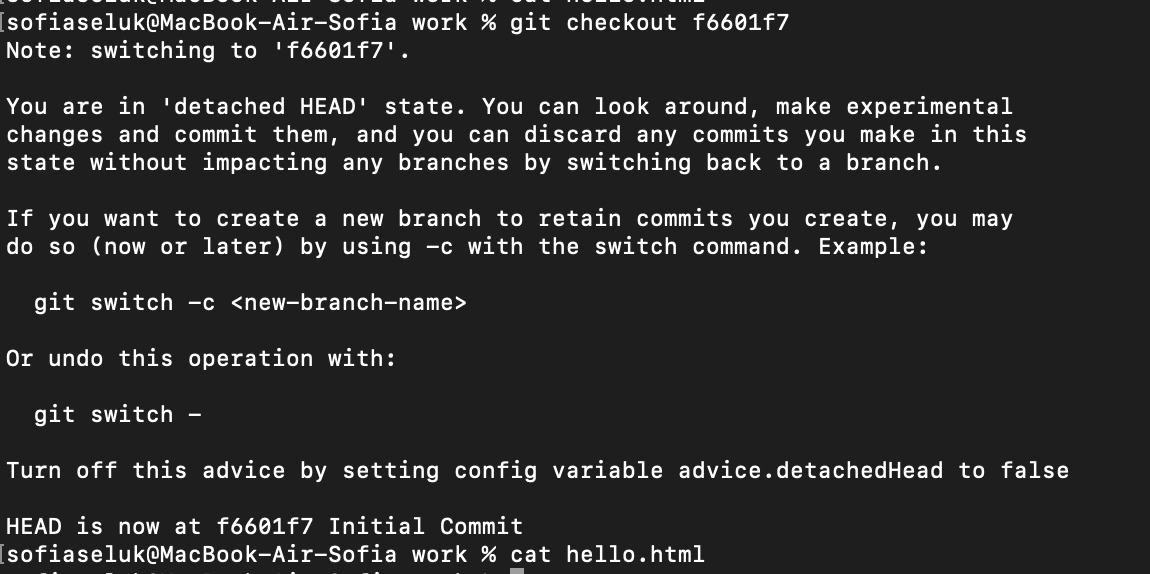 [sofiaseluk@MacBook-Air-Sofia work % git checkout f6601f7
Note: switching to 'f6601f7'.
You are in 'detached HEAD' state. You can look around, make experimental
changes and commit them, and you can discard any commits you make in this
state without impacting any branches by switching back to a branch.
If you want to create a new branch to retain commits you create, you may
do so (now or later) by using -c with the switch command. Example:
git switch -c <new-branch-name>
Or undo this operation with:
git switch -
Turn off this advice by setting config variable advice.detachedHead to false
HEAD is now at f6601f7 Initial Commit
[sofiaseluk@MacBook-Air-Sofia work % cat hello.html